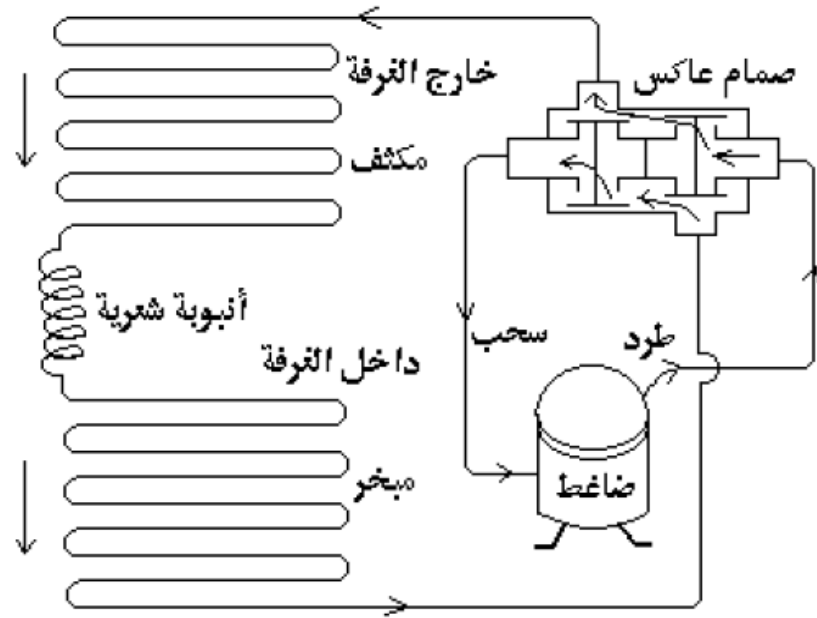 صمام عاكس
خارج الغرفة
مكثف
أنبوبة شعرية
سحب
طرد
داخل الغرفة
مبخر
ضاغط